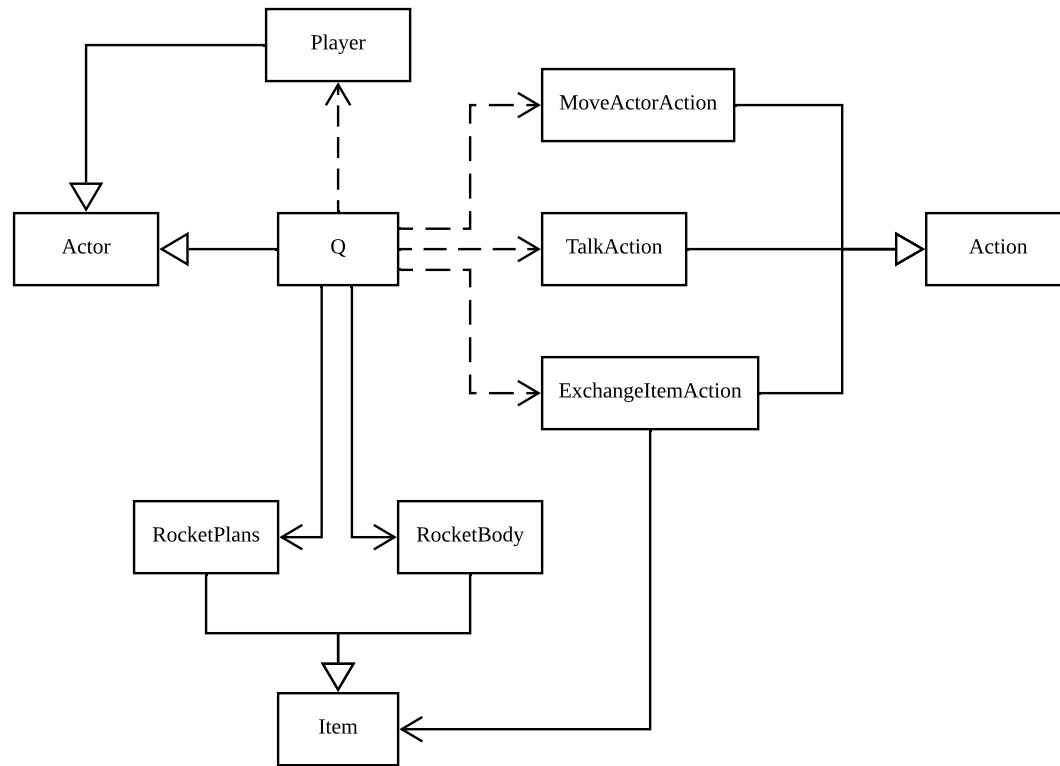 Player
MoveActorAction
Actor
Q
TalkAction
Action
ExchangeItemAction
RocketPlans
RocketBody
Item